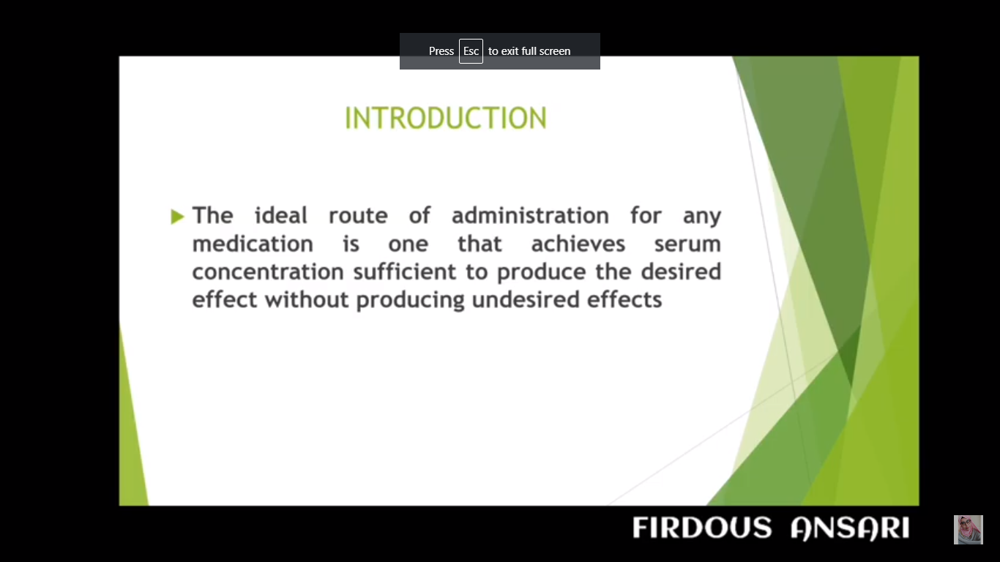 Press Esc to exit full screen
INTRODUCTION
The ideal route of administration for any
medication is one that achieves serum
concentration sufficient to produce the desired
effect without producing undesired effects
FIRDOUS ANSARI